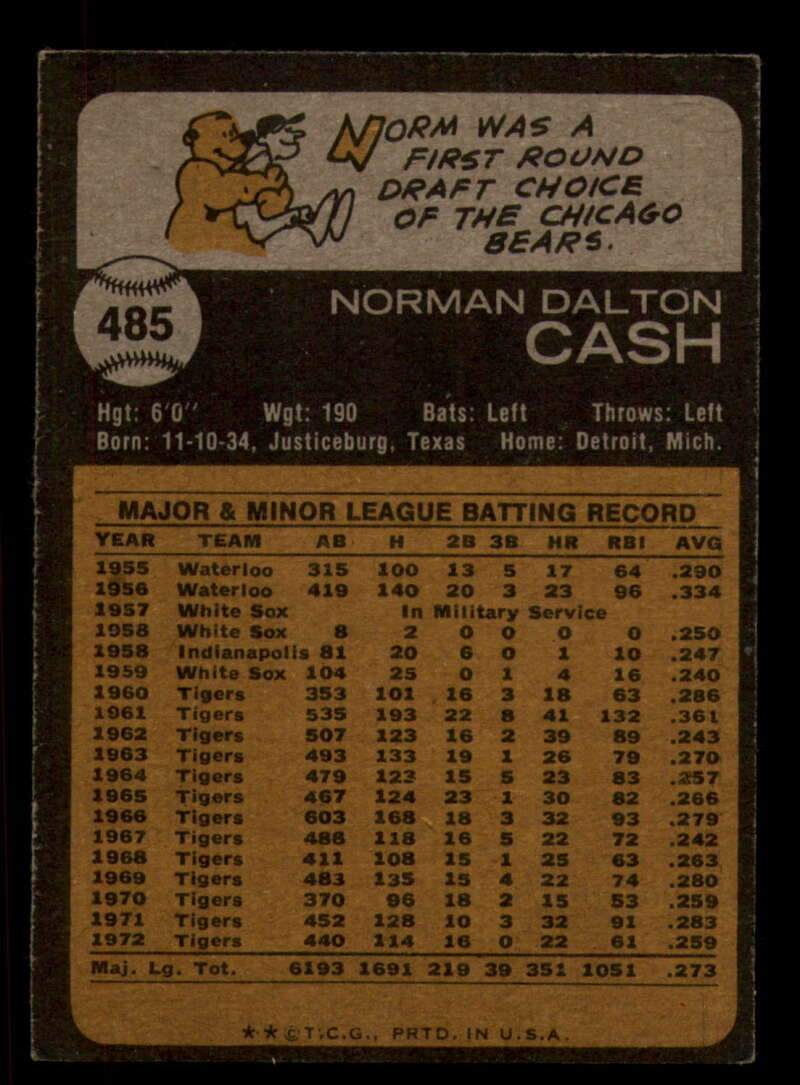 NORM WAS A
FIRST ROUND
DRAFT CHOICE
OF THE CHICAGO
BEARS.
485
NORMAN DALTON
CASH
Hgt: 6'0" Wgt: 190 Bats: Left Throws: Left
Born: 11-10-34, Justiceburg, Texas Home: Detroit, Mich.
MAJOR & MINOR LEAGUE BATTING RECORD
YEAR TEAM AB H 2B 3B HR RBI AVG
1955 Waterloo 315 100 13 5 17 64 .290
1956 Waterloo 419 140 20 3 23 96 .334
1957 White Sox In Military Service
1958 White Sox 8 2 0 0 0 0 .250
1958 Indianapolis 81 20 6 0 1 10 .247
1959 White Sox 104 25 0 1 4 16 .240
1960 Tigers 353 101 16 3 18 63 .286
1961 Tigers 535 193 22 8 41 132 .361
1962 Tigers 507 123 16 2 39 89 .243
1963 Tigers 493 133 19 1 26 79 .270
1964 Tigers 479 123 15 5 23 83 .257
1965 Tigers 467 124 23 1 30 82 .266
1966 Tigers 603 168 18 3 32 93 .279
1967 Tigers 488 118 16 5 22 72 .242
1968 Tigers 411 108 15 1 25 63 .263
1969 Tigers 483 135 15 4 22 74 .280
1970 Tigers 370 96 18 2 15 53 .259
1971 Tigers 452 128 10 3 32 91 .283
1972 Tigers 440 114 16 0 22 61 .259
Maj. Lg. Tot. 6193 1691 219 39 351 1051 .273
**©T.C.G., PRTD. IN U.S.A.